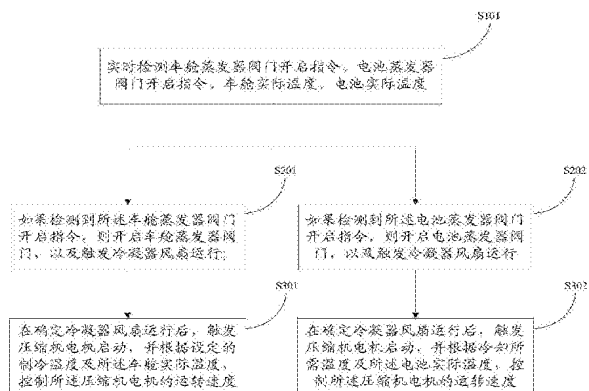 S101
实时检测车舱蒸发器阀门开启指令、电池蒸发器
阀门开启指令、车舱实际温度、电池实际温度
S201
如果检测到所述车舱蒸发器阀门
开启指令，则开启车舱蒸发器阀
门，以及触发冷凝器风扇运行；
S202
如果检测到所述电池蒸发器阀门
开启指令，则开启电池蒸发器阀
门，以及触发冷凝器风扇运行
S301
在确定冷凝器风扇运行后，触发
压缩机电机启动，并根据设定的
制冷温度及所述车舱实际温度，
控制所述压缩机电机的运转速度
S302
在确定冷凝器风扇运行后，触发
压缩机电机启动，并根据冷却所
需温度及所述电池实际温度，控
制所述压缩机电机的运转速度